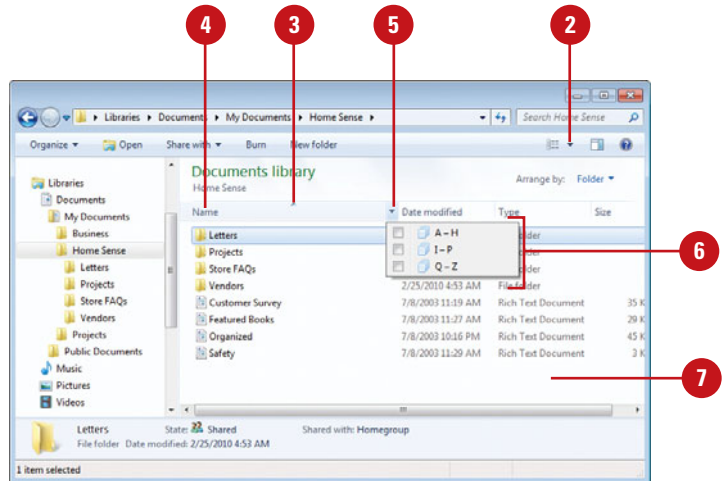 4 3 5 2
Libraries Documents My Documents Home Sense Search Home Sense
Organize Open Share with Burn New folder
Documents library
Home Sense
Arrange by: Folder
Libraries
Documents
My Documents
Business
Home Sense
Letters
Projects
Store FAQs
Vendors
Projects
Public Documents
Music
Pictures
Videos
Name Date modified Type Size
Letters
Projects
Store FAQs
Vendors 2/25/2010 4:53 AM File folder
Customer Survey 7/8/2003 11:19 AM Rich Text Document 35 K
Featured Books 7/8/2003 11:27 AM Rich Text Document 29 K
Organized 7/8/2003 10:16 PM Rich Text Document 45 K
Safety 7/8/2003 11:29 AM Rich Text Document 3 K
A – H
I – P
Q – Z
6
7
Letters State: Shared Shared with: Homegroup
File folder Date modified: 2/25/2010 4:53 AM
1 item selected